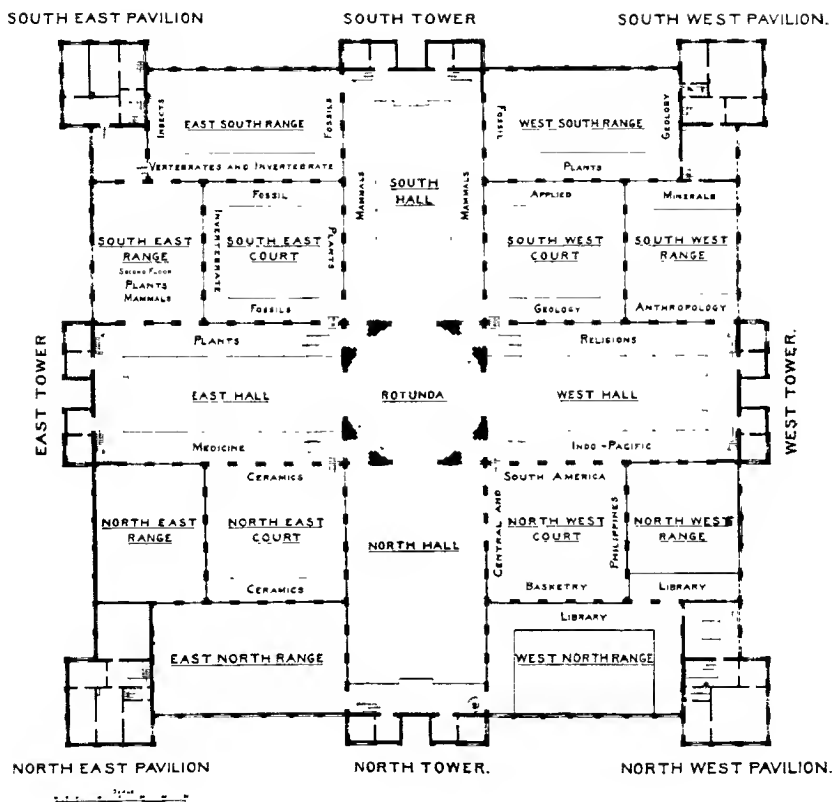 SOUTH EAST PAVILION
SOUTH TOWER
SOUTH WEST PAVILION.
INSECTS
EAST SOUTH RANGE
FOSSILS
VERTEBRATES AND INVERTEBRATE
FOSSIL
WEST SOUTH RANGE
GEOLOGY
PLANTS
MAMMALS
SOUTH
HALL
MAMMALS
FOSSIL
INVERTEBRATE
SOUTH EAST
COURT
PLANTS
FOSSILS
SOUTH EAST
RANGE
SECOND FLOOR
PLANTS
MAMMALS
APPLIED
SOUTH WEST
COURT
GEOLOGY
MINERALS
SOUTH WEST
RANGE
ANTHROPOLOGY
EAST TOWER
PLANTS
EAST HALL
MEDICINE
ROTUNDA
RELIGIONS
WEST HALL
INDO-PACIFIC
WEST TOWER.
NORTH EAST
RANGE
CERAMICS
NORTH EAST
COURT
CERAMICS
NORTH HALL
SOUTH AMERICA
CENTRAL AND
NORTH WEST
COURT
PHILIPPINES
BASKETRY
NORTH WEST
RANGE
LIBRARY
EAST NORTH RANGE
LIBRARY
WEST NORTH RANGE
NORTH EAST PAVILION
NORTH TOWER.
NORTH WEST PAVILION.